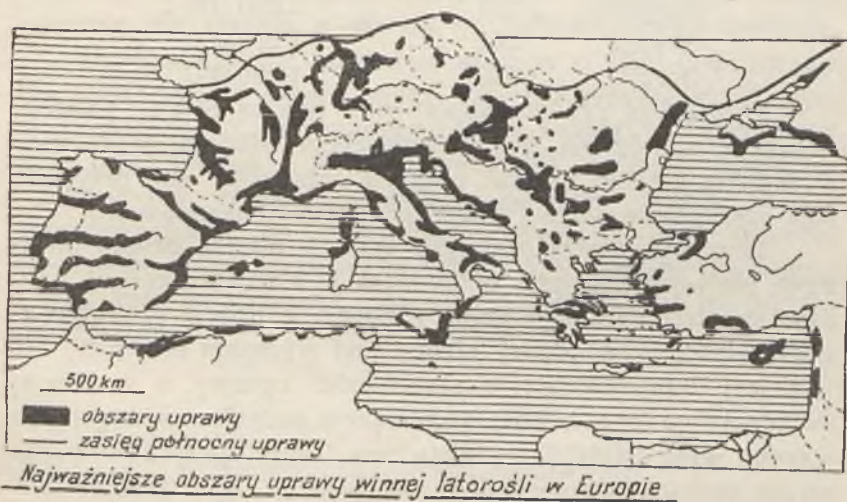 500 km
obszary uprawy
zasięg północny uprawy
Najważniejsze obszary uprawy winnej latorośli w Europie